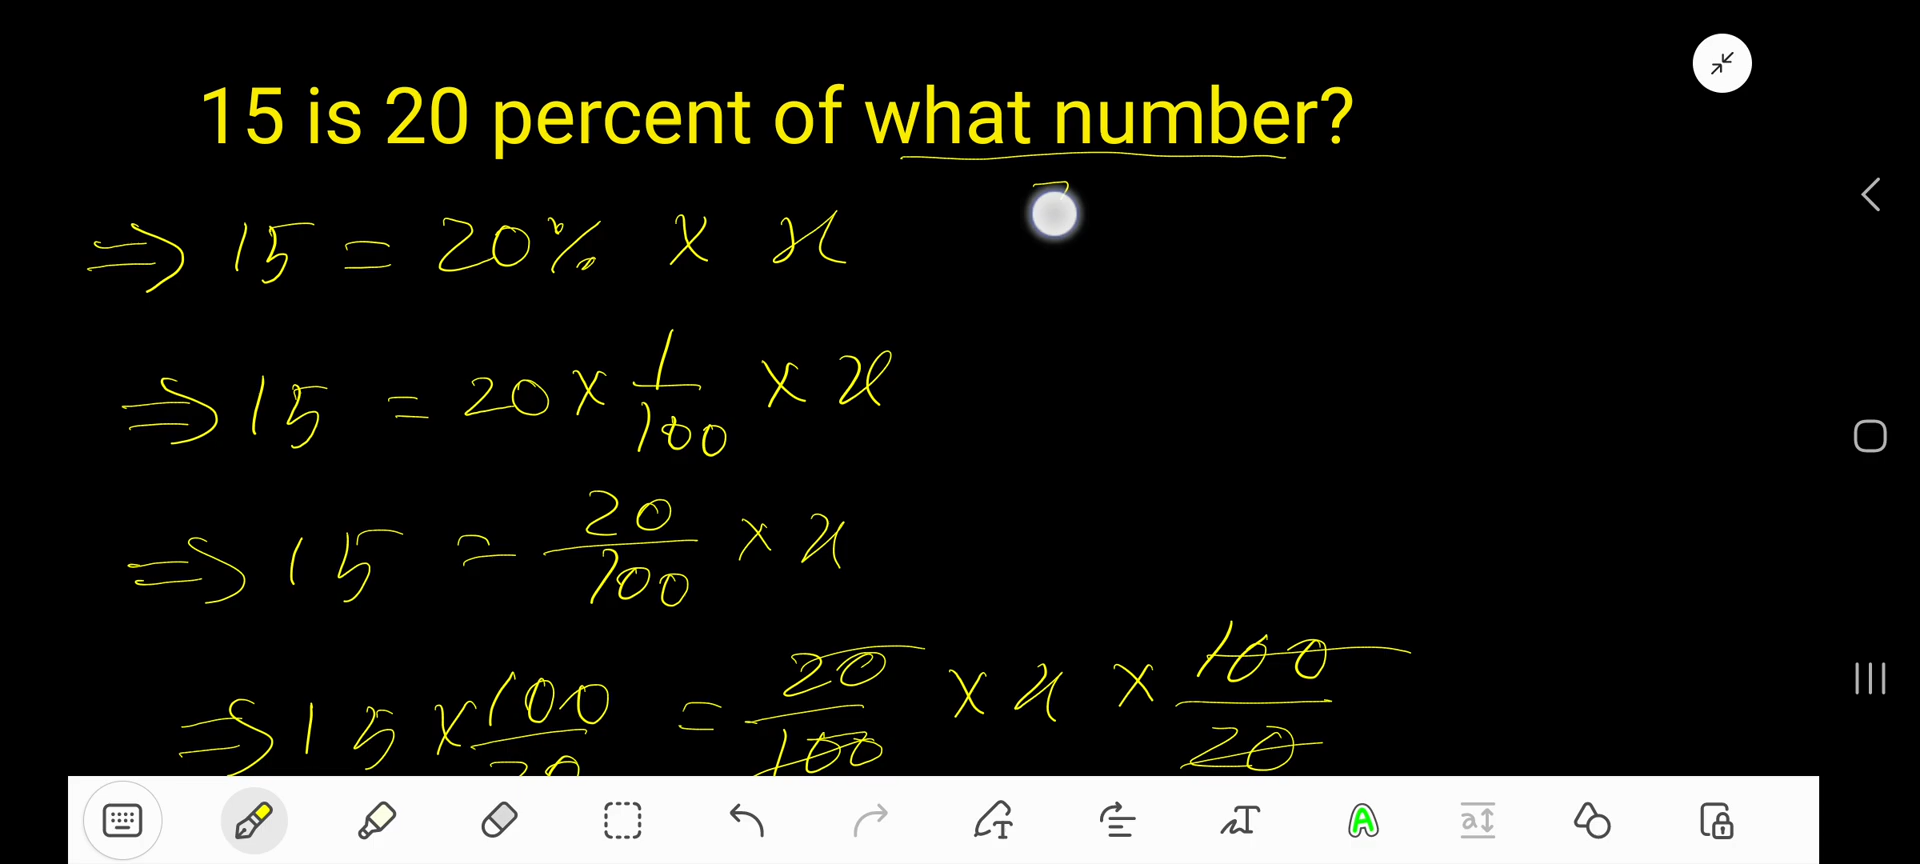 15 is 20 percent of what number?
⇒ 15 = 20% × x
⇒ 15 = 20 × 1/100 × x
⇒ 15 = 20/100 × x
⇒ 15 × 100/20 = 20/100 × x × 100/20